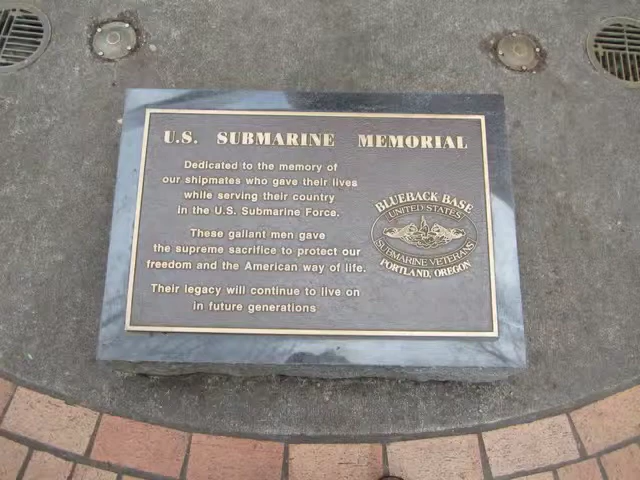 U.S. SUBMARINE MEMORIAL
Dedicated to the memory of
our shipmates who gave their lives
while serving their country
in the U.S. Submarine Force.
These gallant men gave
the supreme sacrifice to protect our
freedom and the American way of life.
Their legacy will continue to live on
in future generations
BLUEBACK BASE
UNITED STATES
SUBMARINE VETERANS
PORTLAND, OREGON